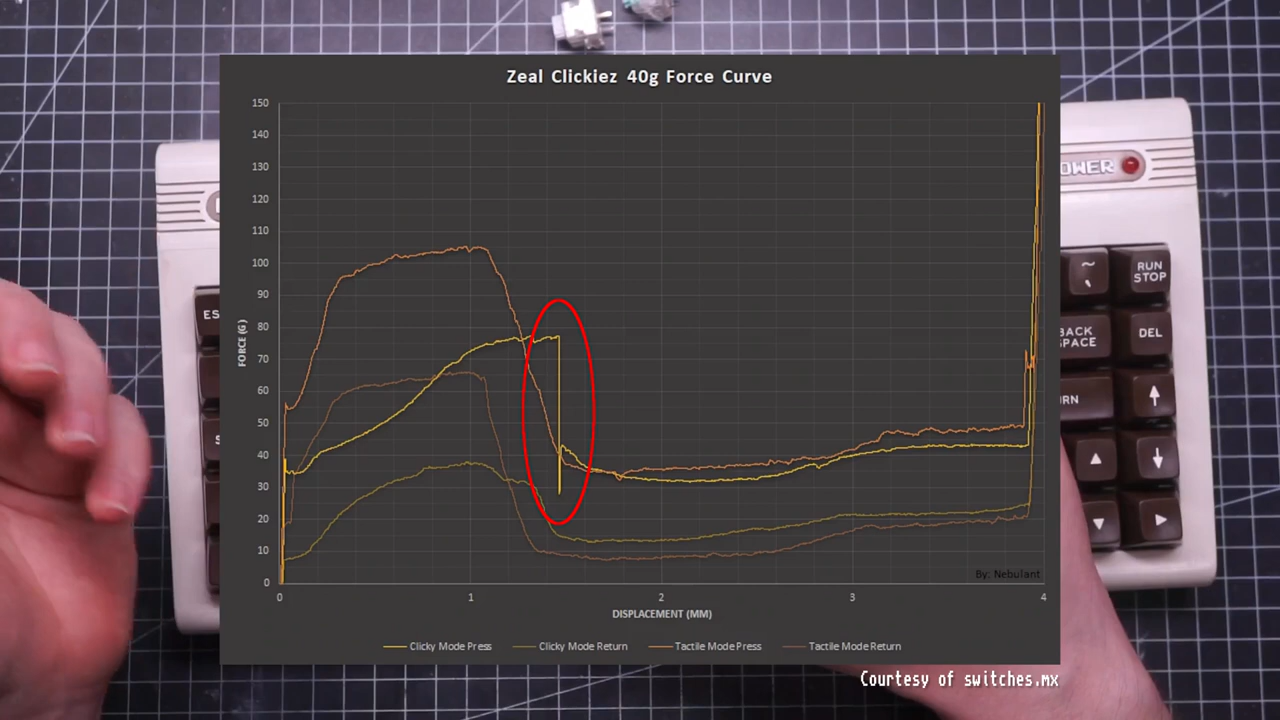 Zeal Clickiez 40g Force Curve
150
140
130
120
110
100
90
80
70
60
50
40
30
20
10
0
FORCE (G)
0 1 2 3 4
DISPLACEMENT (MM)
By: Nebulant
Clicky Mode Press Clicky Mode Return Tactile Mode Press Tactile Mode Return
Courtesy of switches.mx
OWER
ES
S
~
RUN
STOP
BACK
SPACE
DEL
RN